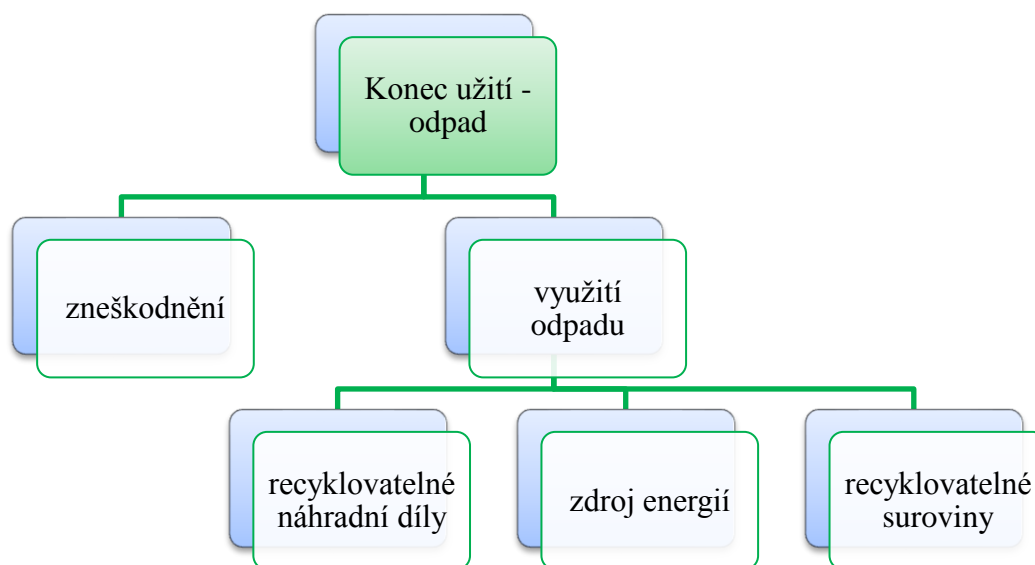 Konec užití -
odpad
zneškodnění
využití
odpadu
recyklovatelné
náhradní díly
zdroj energií
recyklovatelné
suroviny